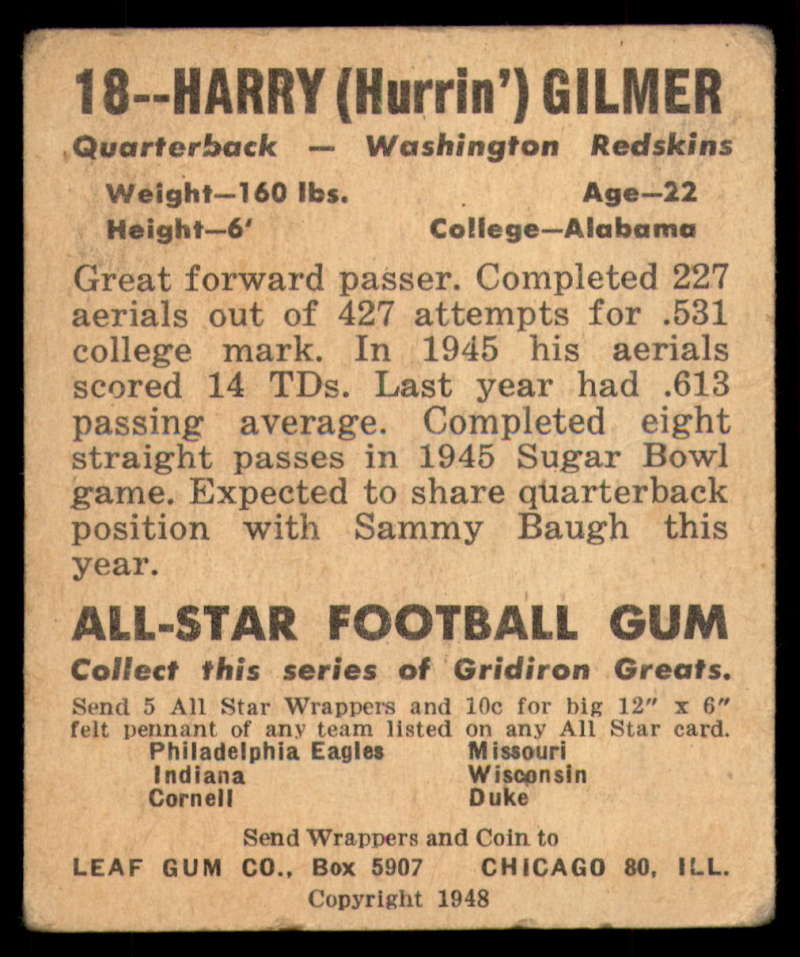 18--HARRY (Hurrin') GILMER
Quarterback — Washington Redskins
Weight—160 lbs. Age—22
Height—6' College—Alabama
Great forward passer. Completed 227
aerials out of 427 attempts for .531
college mark. In 1945 his aerials
scored 14 TDs. Last year had .613
passing average. Completed eight
straight passes in 1945 Sugar Bowl
game. Expected to share quarterback
position with Sammy Baugh this
year.
ALL-STAR FOOTBALL GUM
Collect this series of Gridiron Greats.
Send 5 All Star Wrappers and 10c for big 12" x 6"
felt pennant of any team listed on any All Star card.
Philadelphia Eagles Missouri
Indiana Wisconsin
Cornell Duke
Send Wrappers and Coin to
LEAF GUM CO., Box 5907 CHICAGO 80, ILL.
Copyright 1948